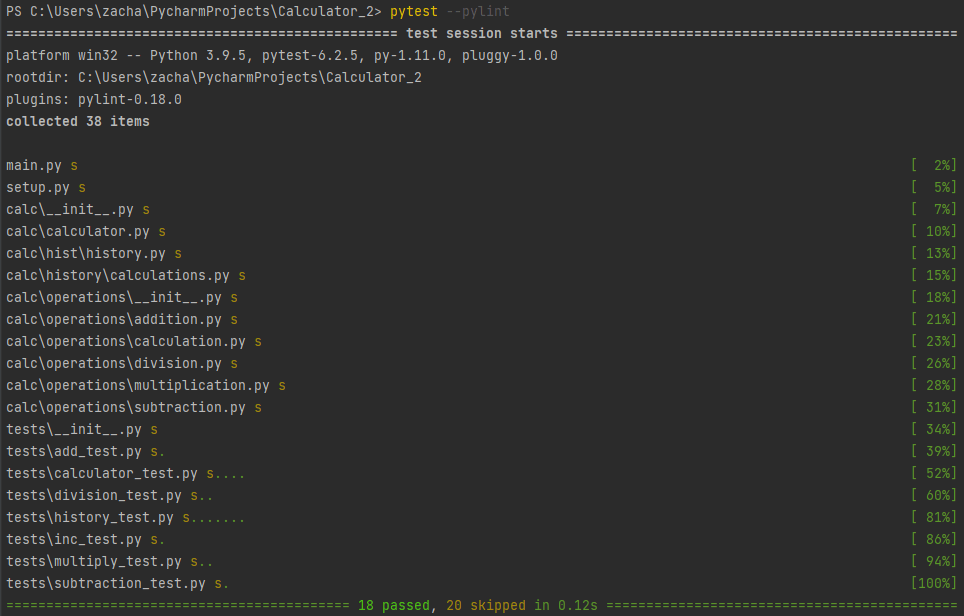 PS C:\Users\zacha\PycharmProjects\Calculator_2> pytest --pylint
================================================= test session starts =================================================
platform win32 -- Python 3.9.5, pytest-6.2.5, py-1.11.0, pluggy-1.0.0
rootdir: C:\Users\zacha\PycharmProjects\Calculator_2
plugins: pylint-0.18.0
collected 38 items
main.py s [  2%]
setup.py s [  5%]
calc\__init__.py s [  7%]
calc\calculator.py s [ 10%]
calc\hist\history.py s [ 13%]
calc\history\calculations.py s [ 15%]
calc\operations\__init__.py s [ 18%]
calc\operations\addition.py s [ 21%]
calc\operations\calculation.py s [ 23%]
calc\operations\division.py s [ 26%]
calc\operations\multiplication.py s [ 28%]
calc\operations\subtraction.py s [ 31%]
tests\__init__.py s [ 34%]
tests\add_test.py s. [ 39%]
tests\calculator_test.py s.... [ 52%]
tests\division_test.py s.. [ 60%]
tests\history_test.py s....... [ 81%]
tests\inc_test.py s. [ 86%]
tests\multiply_test.py s.. [ 94%]
tests\subtraction_test.py s. [100%]
=========================================== 18 passed, 20 skipped in 0.12s ============================================